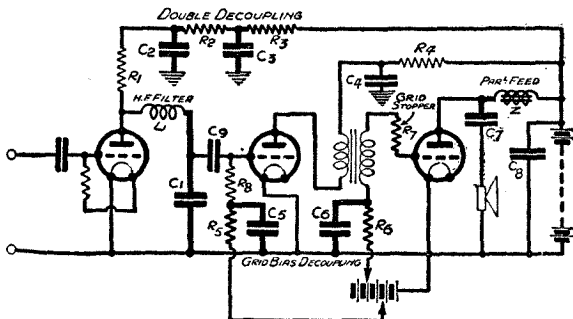 DOUBLE DECOUPLING
C2
R2
C3
R3
R1
R4
C4
PARL FEED
Z
H.F FILTER
L1
GRID STOPPER
R7
C7
C9
C8
R8
C1
C5
C6
R5
R6
GRID BIAS DECOUPLING